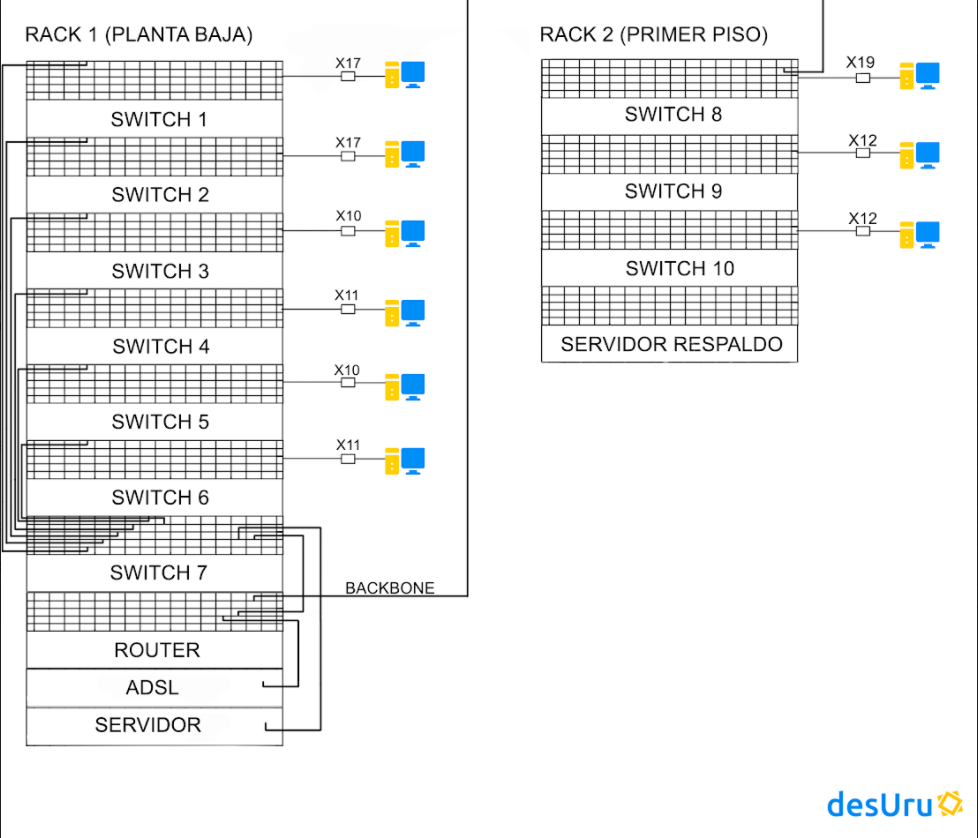 RACK 1 (PLANTA BAJA)
X17
SWITCH 1
X17
SWITCH 2
X10
SWITCH 3
X11
SWITCH 4
X10
SWITCH 5
X11
SWITCH 6
SWITCH 7
BACKBONE
ROUTER
ADSL
SERVIDOR
RACK 2 (PRIMER PISO)
X19
SWITCH 8
X12
SWITCH 9
X12
SWITCH 10
SERVIDOR RESPALDO
desUru